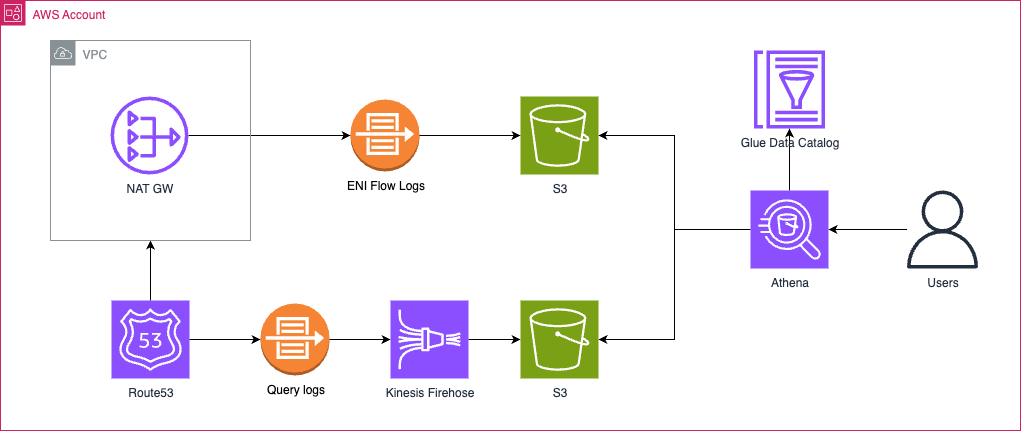 AWS Account
VPC
NAT GW
ENI Flow Logs
S3
Glue Data Catalog
Athena
Users
53
Route53
Query logs
Kinesis Firehose
S3